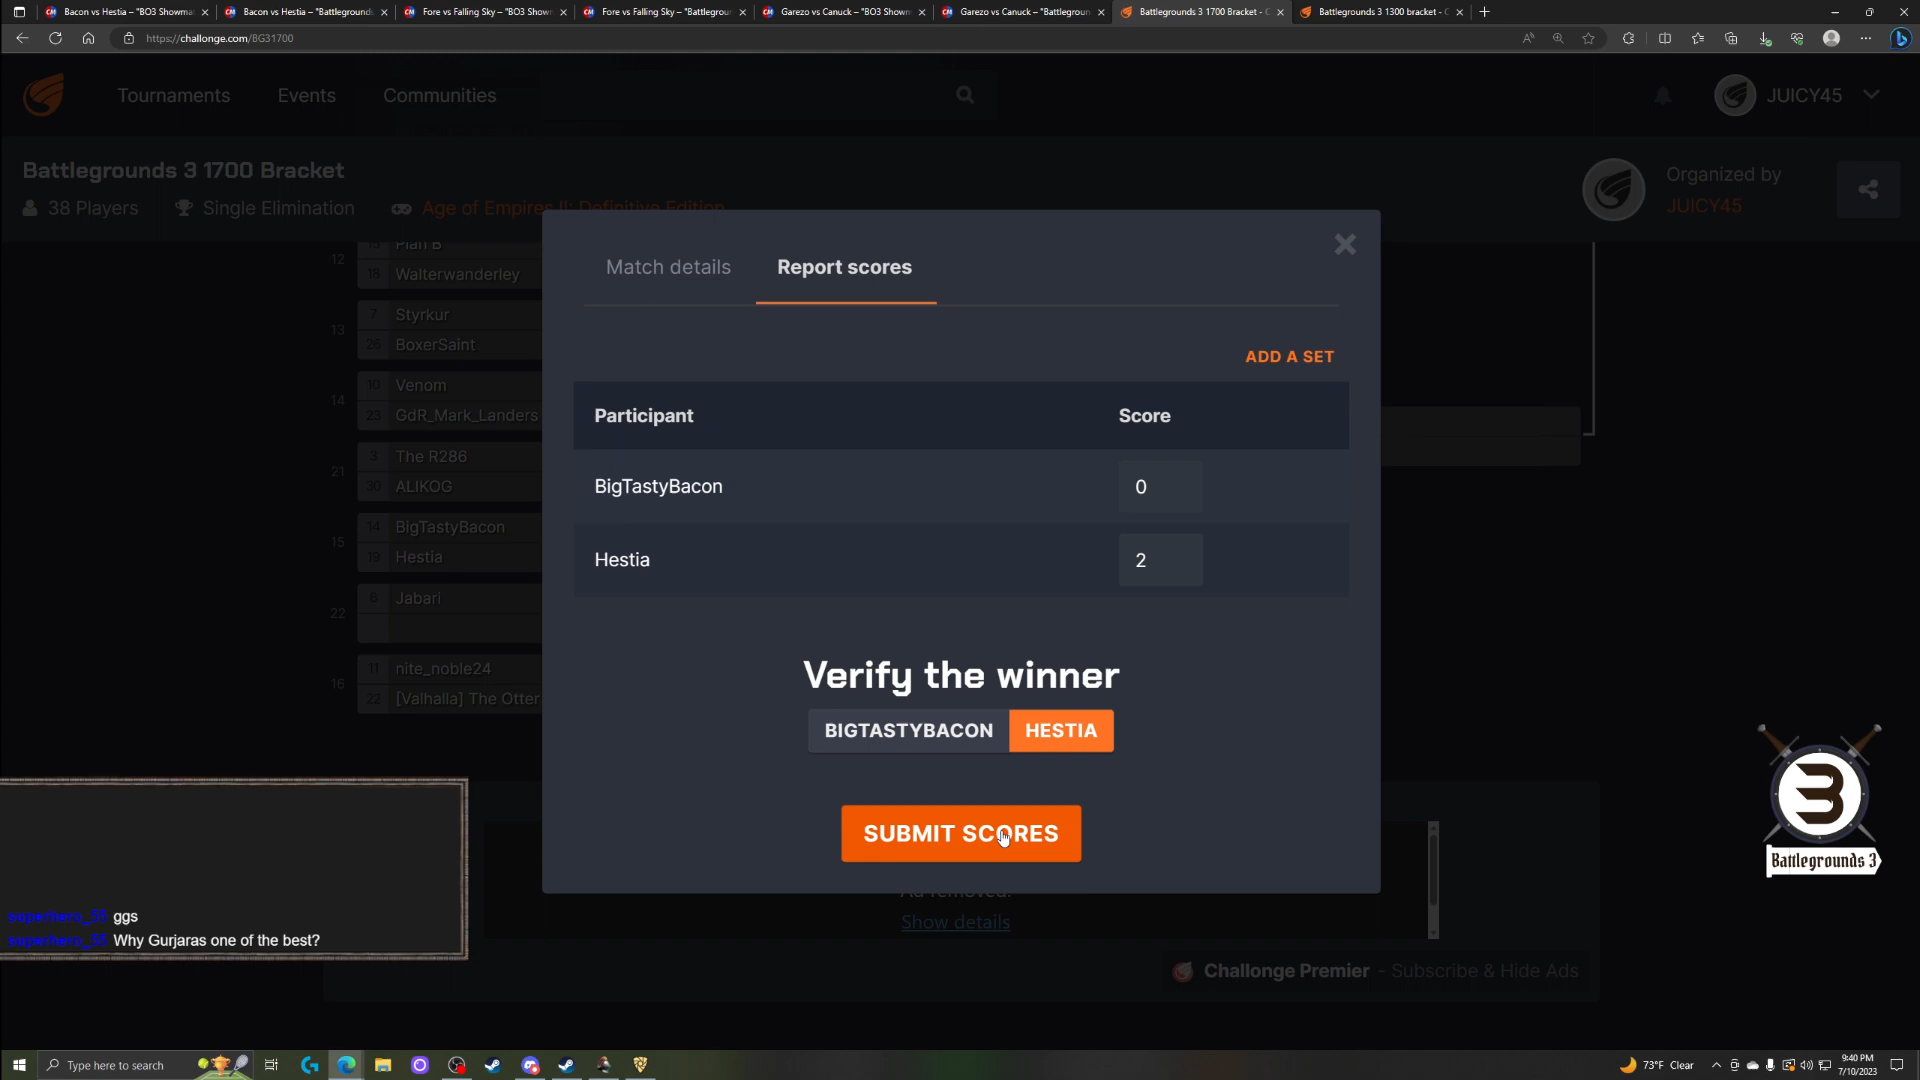 Bacon vs Hestia – "BO3 Showma
Bacon vs Hestia – "Battlegrounds
Fore vs Falling Sky – "BO3 Show
Fore vs Falling Sky – "Battlegroun
Garezo vs Canuck – "BO3 Showm
Garezo vs Canuck – "Battlegroun
Battlegrounds 3 1700 Bracket - C
Battlegrounds 3 1300 bracket - C
https://challonge.com/BG31700
Tournaments
Events
Communities
JUICY45
Battlegrounds 3 1700 Bracket
38 Players
Single Elimination
Age of Empires II: Definitive Edition
Organized by
JUICY45
Match details
Report scores
ADD A SET
Participant
Score
BigTastyBacon
0
Hestia
2
Verify the winner
BIGTASTYBACON
HESTIA
SUBMIT SCORES
Plan B
12
18 Walterwanderley
7 Styrkur
13
26 BoxerSaint
10 Venom
14
23 GdR_Mark_Landers
3 The R286
21
30 ALIKOG
14 BigTastyBacon
15
19 Hestia
6 Jabari
22
11 nite_noble24
16
22 [Valhalla] The Otter
Ad removed.
Show details
Challonge Premier - Subscribe & Hide Ads
superhero_55 ggs
superhero_55 Why Gurjaras one of the best?
3
Battlegrounds 3
Type here to search
73°F Clear
9:40 PM
7/10/2023